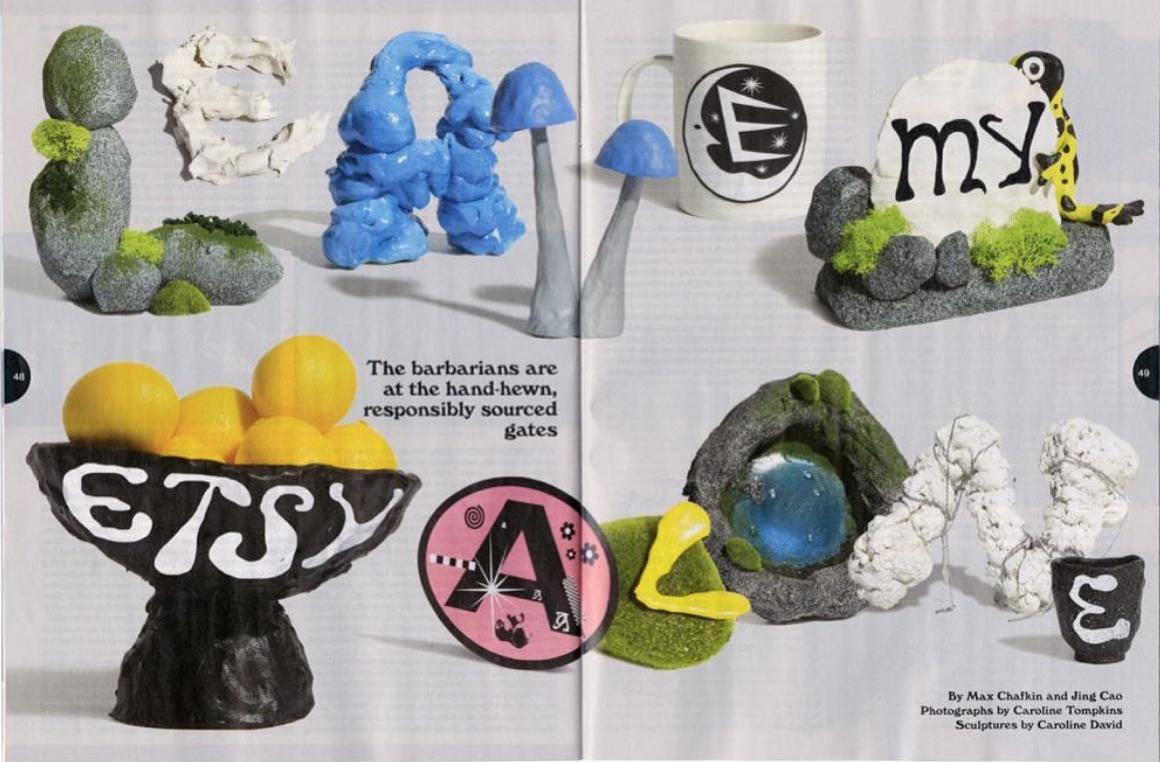 LEAVE my
48
The barbarians are
at the hand-hewn,
responsibly sourced
gates
49
ETSY ALONE
By Max Chafkin and Jing Cao
Photographs by Caroline Tompkins
Sculptures by Caroline David